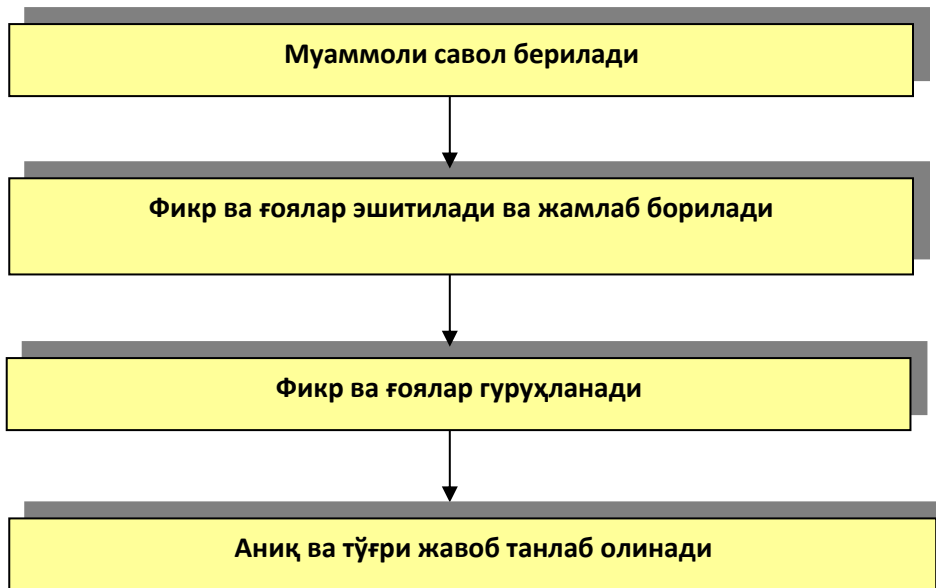 Муаммоли савол берилади
Фикр ва ғоялар эшитилади ва жамлаб борилади
Фикр ва ғоялар гуруҳланади
Аниқ ва тўғри жавоб танлаб олинади